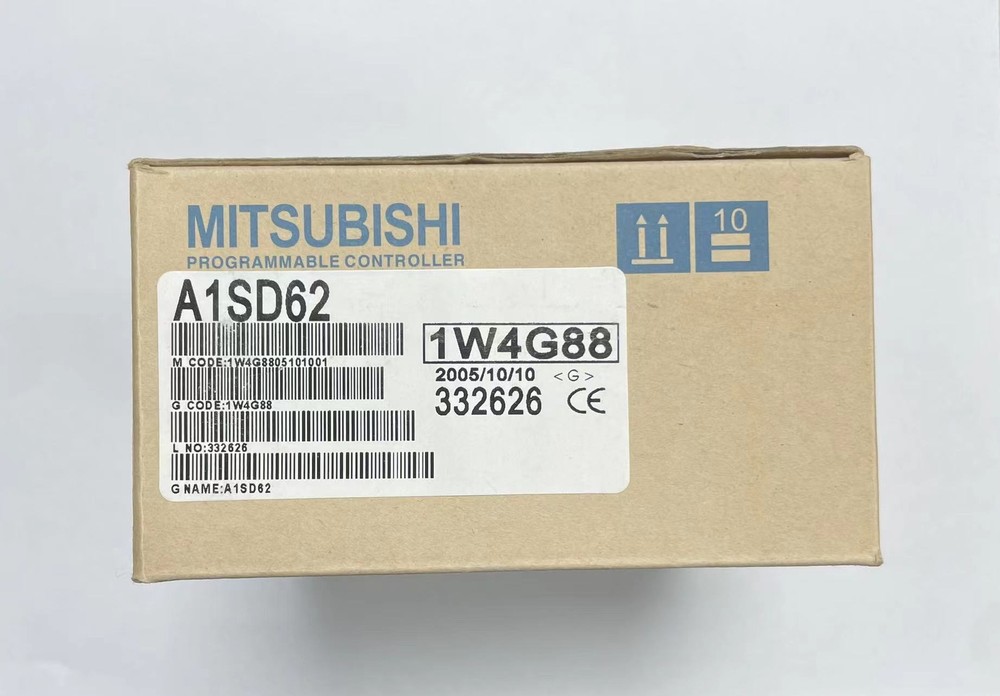 MITSUBISHI
PROGRAMMABLE CONTROLLER
10
A1SD62
M CODE:1W4G8805101001
G CODE:1W4G88
L NO:332626
G NAME:A1SD62
1W4G88
2005/10/10 <G>
332626 CE